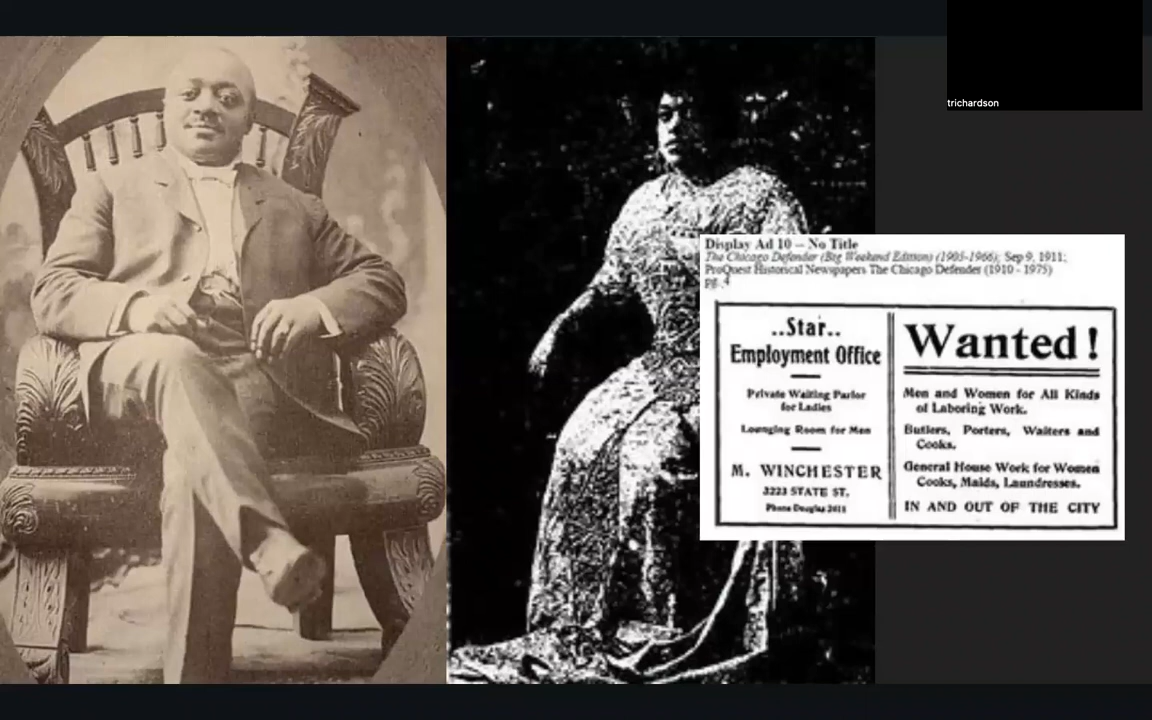 trichardson
Display Ad 10 -- No Title
The Chicago Defender (Big Weekend Edition) (1905-1966); Sep 9, 1911;
ProQuest Historical Newspapers The Chicago Defender (1910 - 1975)
pg. 4
..Star..
Employment Office
Private Waiting Parlor
for Ladies
Lounging Room for Men
M. WINCHESTER
3223 STATE ST.
Phone Douglas
Wanted!
Men and Women for All Kinds
of Laboring Work.
Butlers, Porters, Waiters and
Cooks.
General House Work for Women
Cooks, Maids, Laundresses.
IN AND OUT OF THE CITY